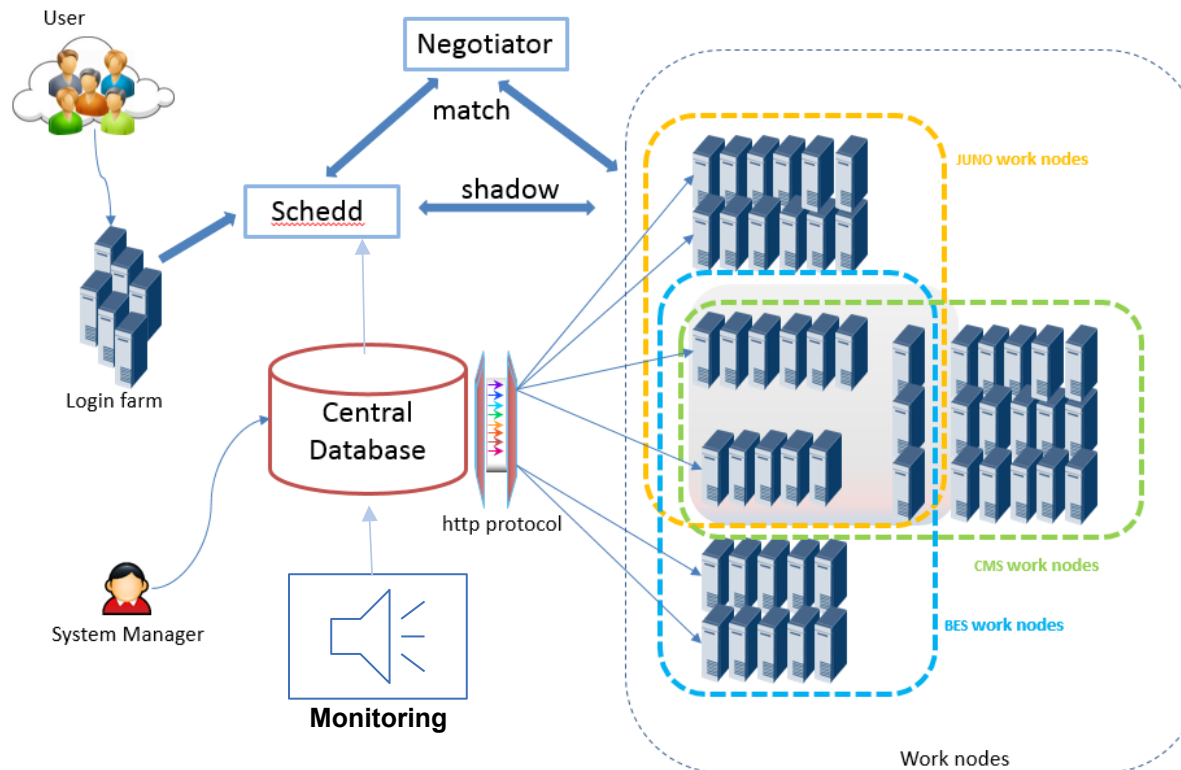 User
Negotiator
match
JUNO work nodes
shadow
Schedd
Login farm
Central
Database
http protocol
CMS work nodes
BES work nodes
System Manager
Monitoring
Work nodes